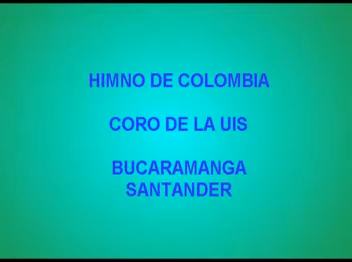 HIMNO DE COLOMBIA
CORO DE LA UIS
BUCARAMANGA
SANTANDER